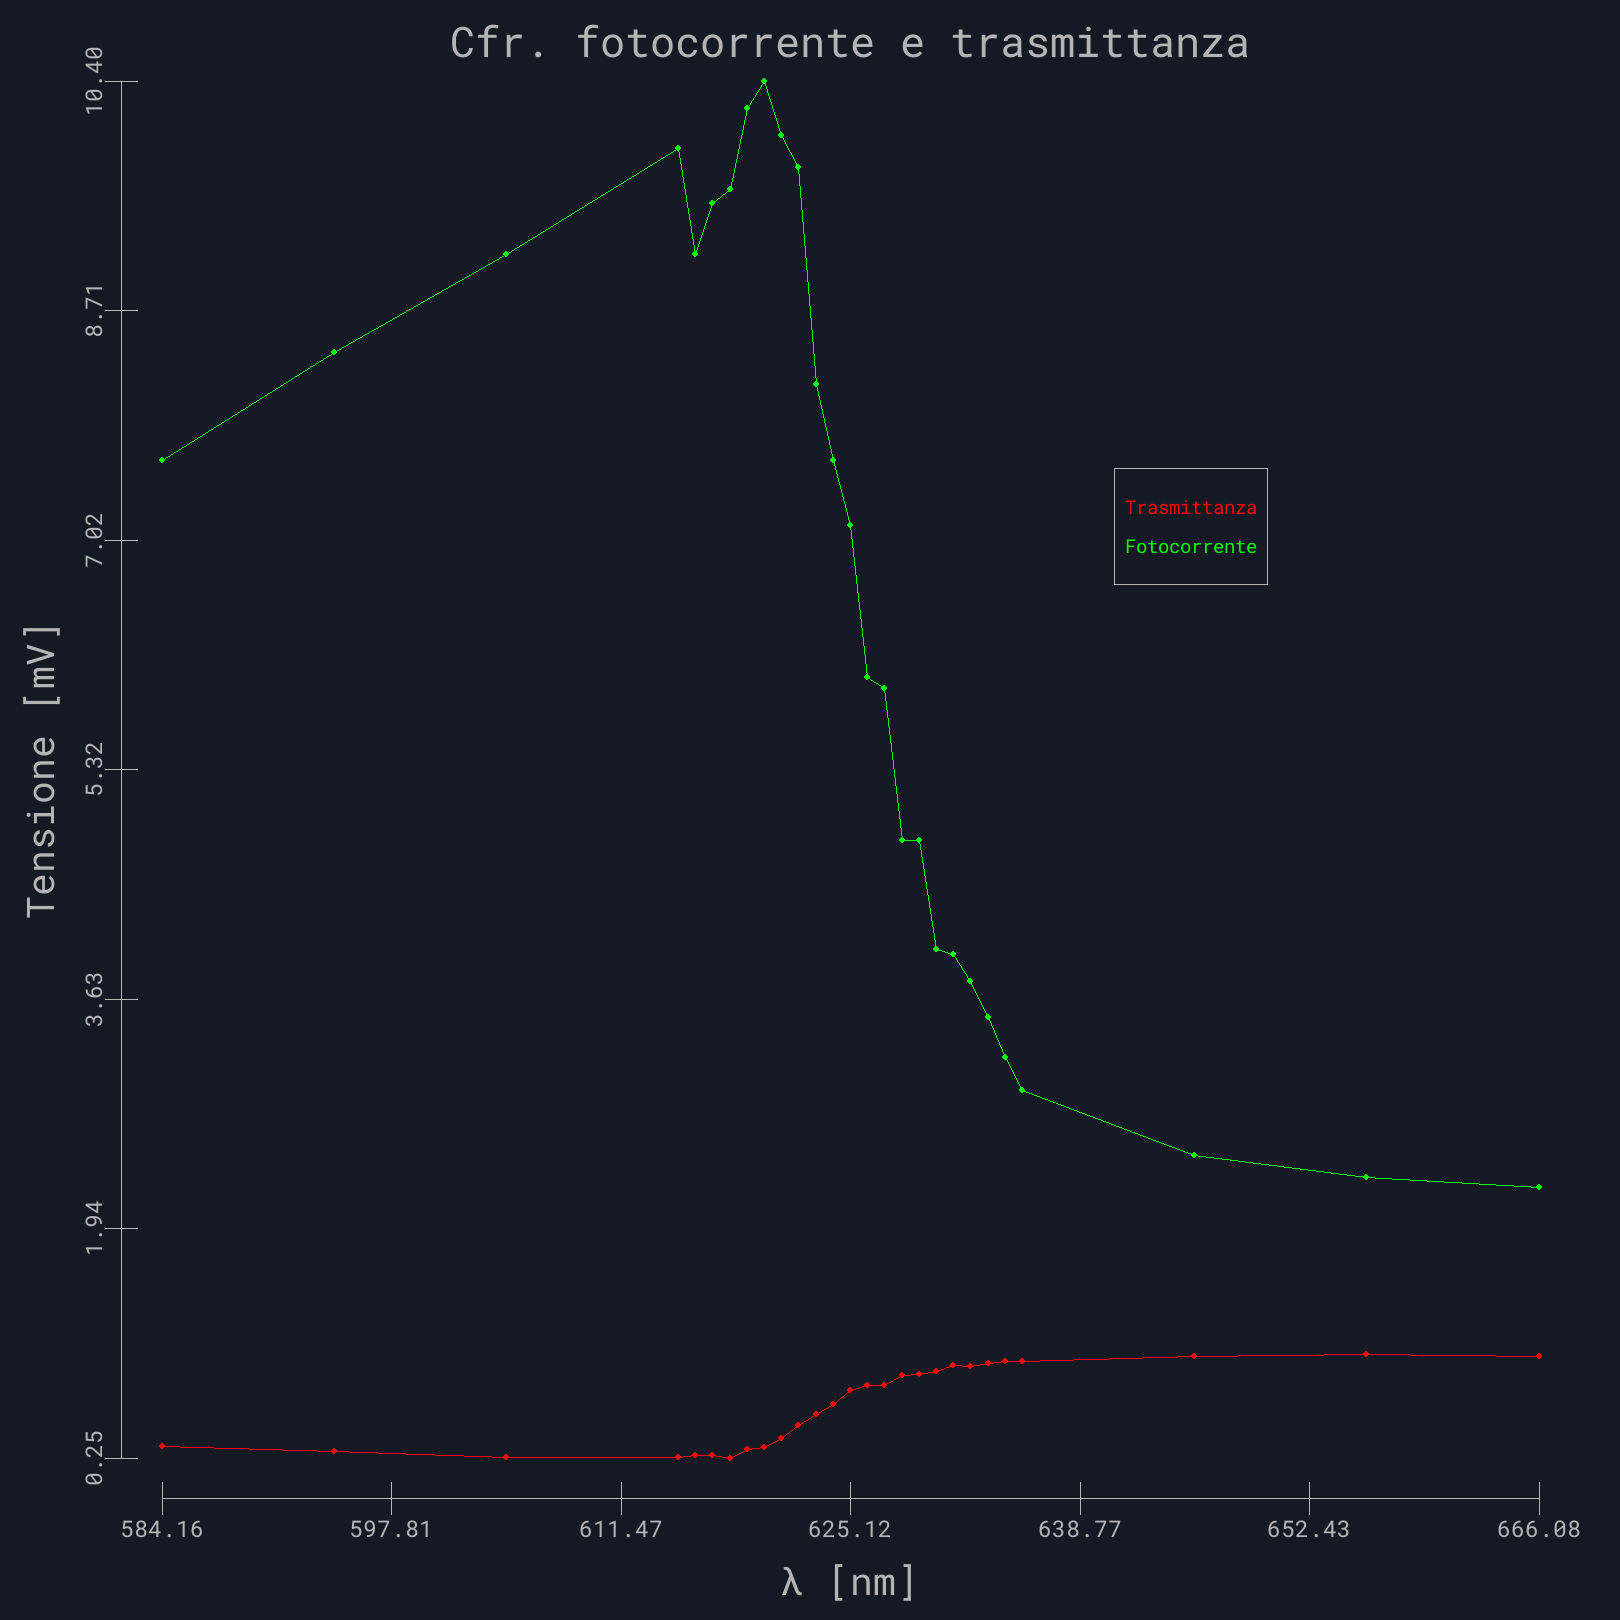 Cfr. fotocorrente e trasmittanza
10.40
8.71
7.02
5.32
3.63
1.94
0.25
Tensione [mV]
Trasmittanza
Fotocorrente
584.16 597.81 611.47 625.12 638.77 652.43 666.08
λ [nm]